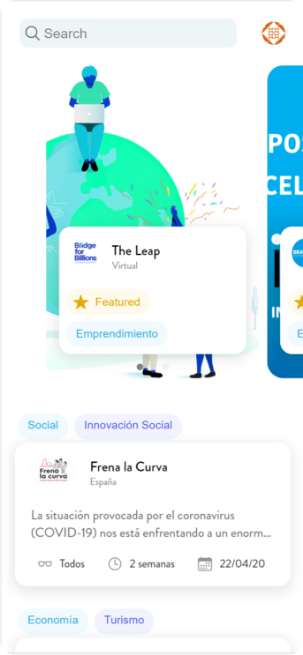 Search
POS
CEL
Bridge
for
Billions
The Leap
Virtual
Featured
Emprendimiento
IN
E
Social
Innovación Social
Frena
la curva
Frena la Curva
España
La situación provocada por el coronavirus
(COVID-19) nos está enfrentando a un enorm...
Todos
2 semanas
22/04/20
Economía
Turismo